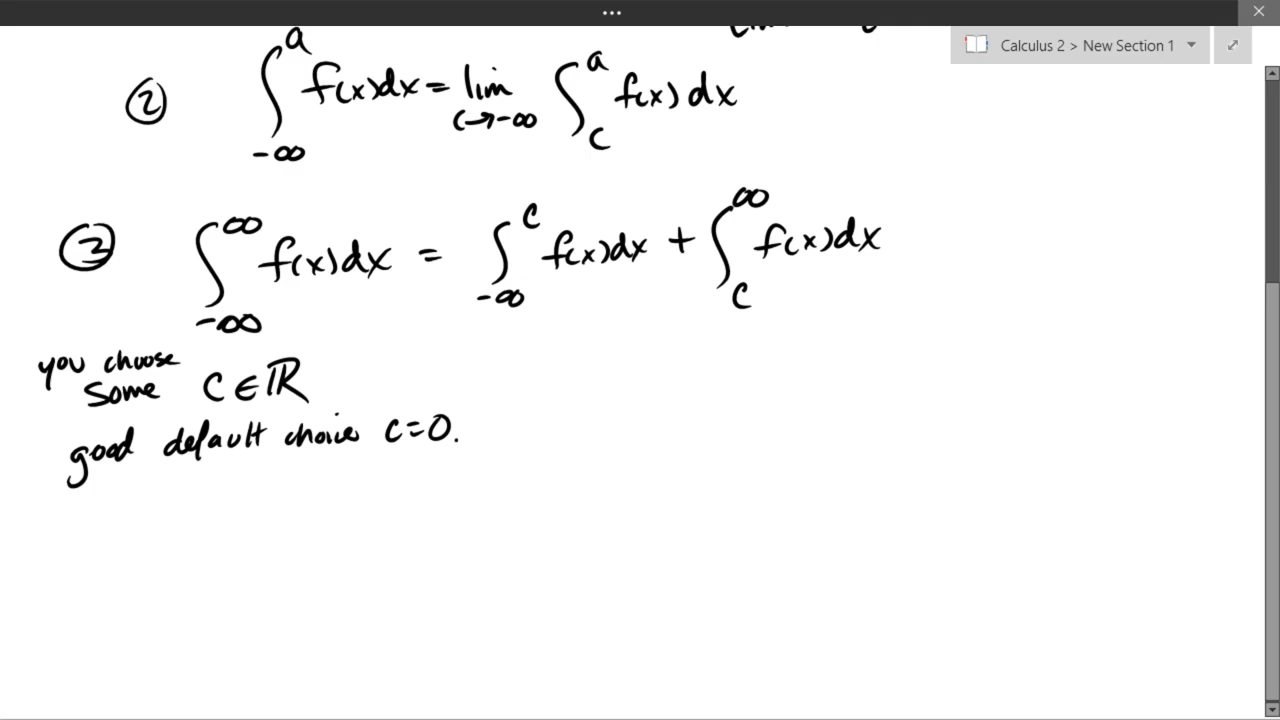 ...
Calculus 2 > New Section 1
② ∫_{-∞}^{a} f(x)dx = lim_{c→-∞} ∫_{c}^{a} f(x) dx
③ ∫_{-∞}^{∞} f(x)dx = ∫_{-∞}^{c} f(x)dx + ∫_{c}^{∞} f(x)dx
you choose
some c ∈ ℝ
good default choice c=0.